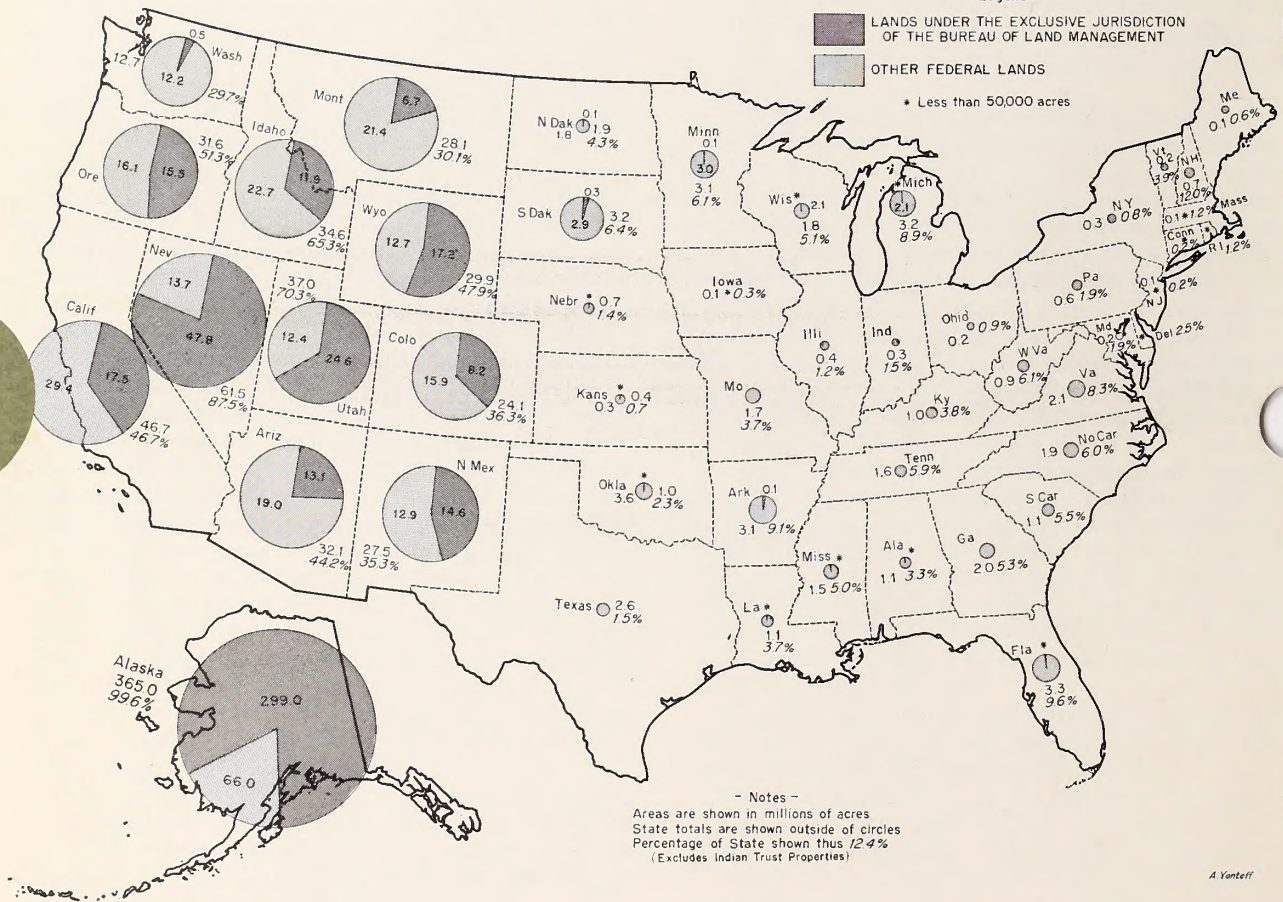 LANDS UNDER THE EXCLUSIVE JURISDICTION
OF THE BUREAU OF LAND MANAGEMENT
OTHER FEDERAL LANDS
* Less than 50,000 acres
0.5
Wash
12.7
12.2
29.7%
Mont
6.7
21.4
28.1
30.1%
N Dak
0.1
1.8
1.9
4.3%
Minn
0.1
3.0
3.1
6.1%
Me
0.1 0.6%
Vt
0.2
3.9%
NH
0.7
12.0%
Ore
16.1
15.5
31.6
51.3%
Idaho
11.9
22.7
34.6
65.3%
Wyo
12.7
17.2
29.9
47.9%
S Dak
0.3
2.9
3.2
6.4%
Wis*
2.1
1.8
5.1%
*Mich
2.1
3.2
8.9%
NY
0.3
0.8%
Mass
0.1*1.2%
Conn
0.2%
*
RI 1.2%
Nev
13.7
47.8
61.5
87.5%
37.0
70.3%
12.4
24.6
Utah
Calif
29.4
17.5
46.7
46.7%
Colo
8.2
15.9
24.1
36.3%
Nebr
*
0.7
1.4%
Iowa
0.1 * 0.3%
Illi
0.4
1.2%
Ind
0.3
1.5%
Ohio
0.9%
0.2
Pa
0.6 1.9%
0.1
*
NJ
0.2%
Md
0.2
1.9%
*
Del 2.5%
W Va
0.9 6.1%
Va
2.1
8.3%
Kans
*
0.4
0.3
0.7
Mo
1.7
3.7%
Ky
1.0
3.8%
Ariz
13.1
19.0
32.1
44.2%
N Mex
12.9
14.6
27.5
35.3%
Okla
*
3.6
1.0
2.3%
Ark
0.1
3.1
9.1%
Tenn
1.6
5.9%
No Car
1.9
6.0%
S Car
1.1
5.5%
Miss *
1.5 5.0%
Ala *
1.1 3.3%
Ga
2.0 5.3%
Texas
2.6
1.5%
La *
1.1
3.7%
Fla *
3.3
9.6%
Alaska
365.0
99.6%
299.0
66.0
– Notes –
Areas are shown in millions of acres
State totals are shown outside of circles
Percentage of State shown thus 12.4%
(Excludes Indian Trust Properties)
A. Yonteff